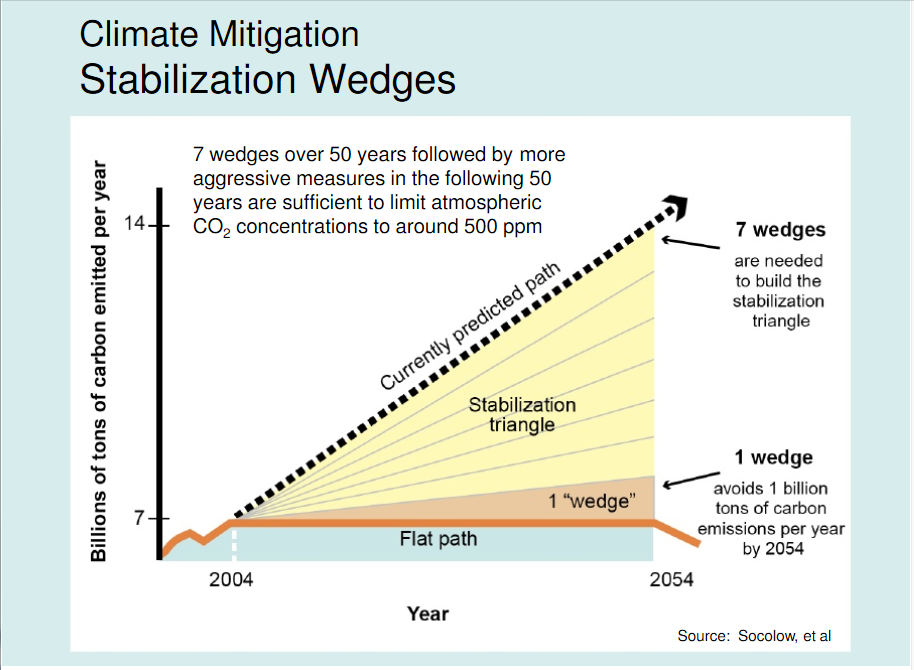 Climate Mitigation
Stabilization Wedges
7 wedges over 50 years followed by more
aggressive measures in the following 50
years are sufficient to limit atmospheric
CO₂ concentrations to around 500 ppm
Billions of tons of carbon emitted per year
14
7
Currently predicted path
Stabilization
triangle
1 “wedge”
Flat path
7 wedges
are needed
to build the
stabilization
triangle
1 wedge
avoids 1 billion
tons of carbon
emissions per year
by 2054
2004
2054
Year
Source: Socolow, et al